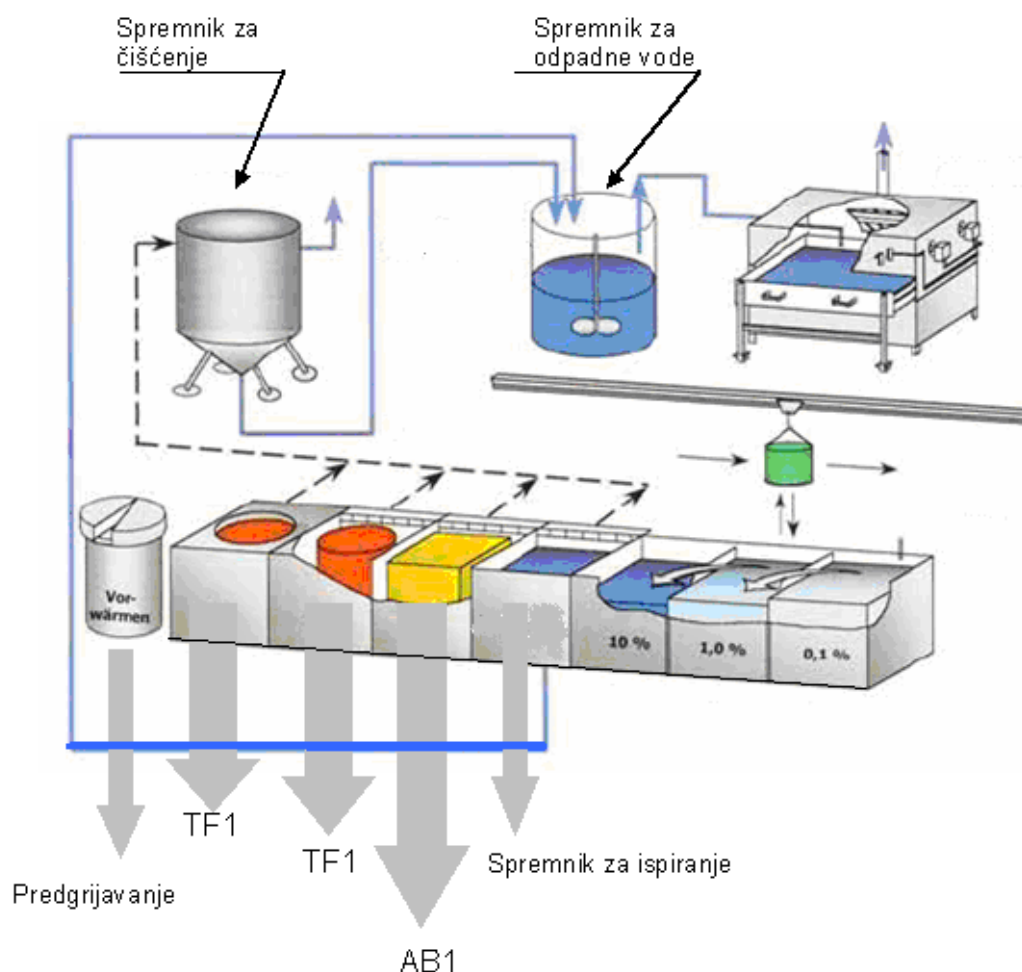 Spremnik za
čišćenje
Spremnik za
odpadne vode
Vor-
wärmen
10 %
1,0 %
0,1 %
TF1
TF1
Spremnik za ispiranje
Predgrijavanje
AB1